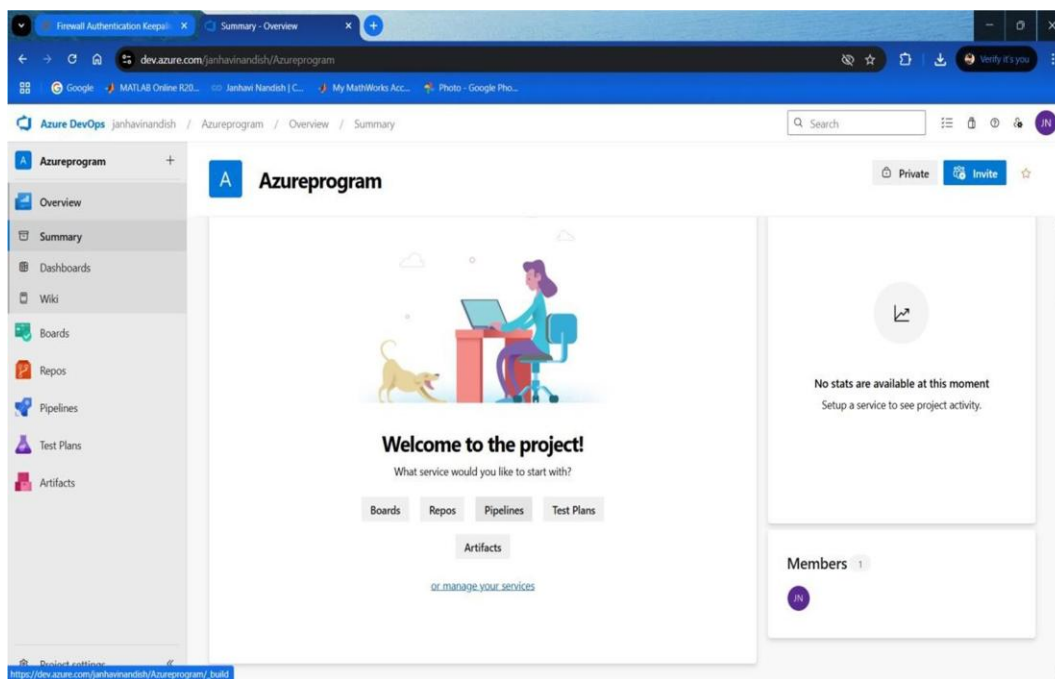 Firewall Authentication Keepali
Summary - Overview
dev.azure.com/janhavinandish/Azureprogram
Verify it's you
Google
MATLAB Online R20...
Janhavi Nandish | C...
My MathWorks Acc...
Photo - Google Pho...
Azure DevOps janhavinandish / Azureprogram / Overview / Summary
Search
JN
A Azureprogram +
Overview
Summary
Dashboards
Wiki
Boards
Repos
Pipelines
Test Plans
Artifacts
Project settings
A Azureprogram
Private
Invite
Welcome to the project!
What service would you like to start with?
Boards Repos Pipelines Test Plans
Artifacts
or manage your services
No stats are available at this moment
Setup a service to see project activity.
Members 1
JN
https://dev.azure.com/janhavinandish/Azureprogram/_build